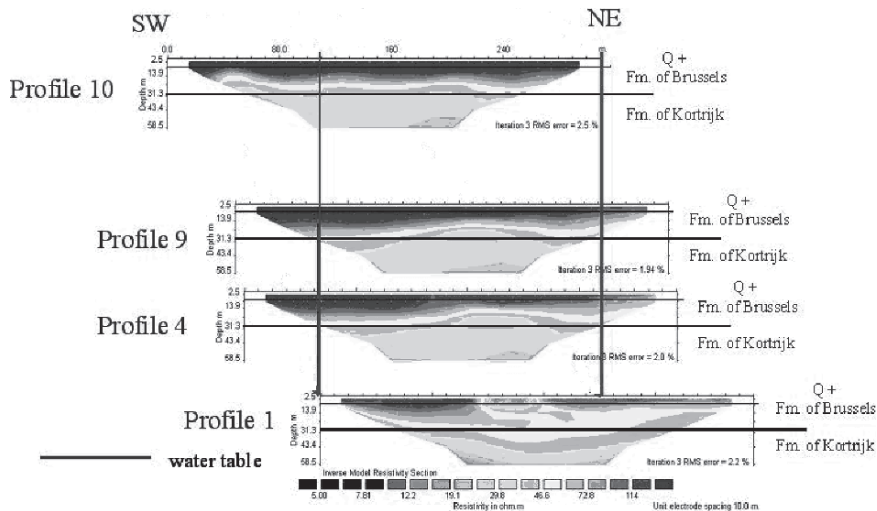 SW
NE
0.0 80.0 160 240 m.
Profile 10
Depth m
2.5
13.9
31.3
43.4
58.5
Q +
Fm. of Brussels
Fm. of Kortrijk
Iteration 3 RMS error = 2.5 %
Profile 9
Depth m
2.5
13.9
31.3
43.4
58.5
Q +
Fm. of Brussels
Fm. of Kortrijk
Iteration 3 RMS error = 1.94 %
Profile 4
Depth m
2.5
13.9
31.3
43.4
58.5
Q +
Fm. of Brussels
Fm. of Kortrijk
Iteration 3 RMS error = 2.0 %
Profile 1
Depth m
2.5
13.9
31.3
43.4
58.5
Q +
Fm. of Brussels
Fm. of Kortrijk
Iteration 3 RMS error = 2.2 %
water table
Inverse Model Resistivity Section
5.00 7.81 12.2 19.1 29.8 46.6 72.8 114
Resistivity in ohm.m
Unit electrode spacing 10.0 m.